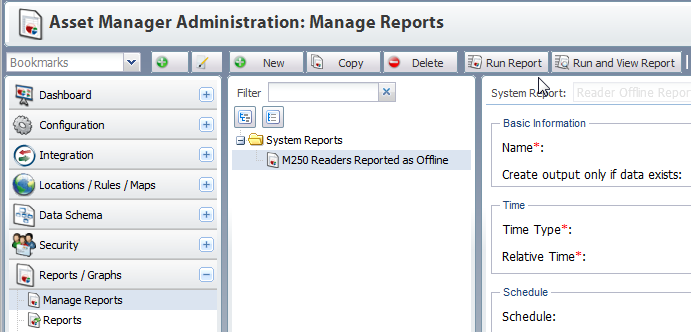 Asset Manager Administration: Manage Reports
Bookmarks New Copy Delete Run Report Run and View Report
Dashboard
Configuration
Integration
Locations / Rules / Maps
Data Schema
Security
Reports / Graphs
Manage Reports
Reports
Filter
System Reports
M250 Readers Reported as Offline
System Report: Reader Offline Repor
Basic Information
Name*:
Create output only if data exists:
Time
Time Type*:
Relative Time*:
Schedule
Schedule: